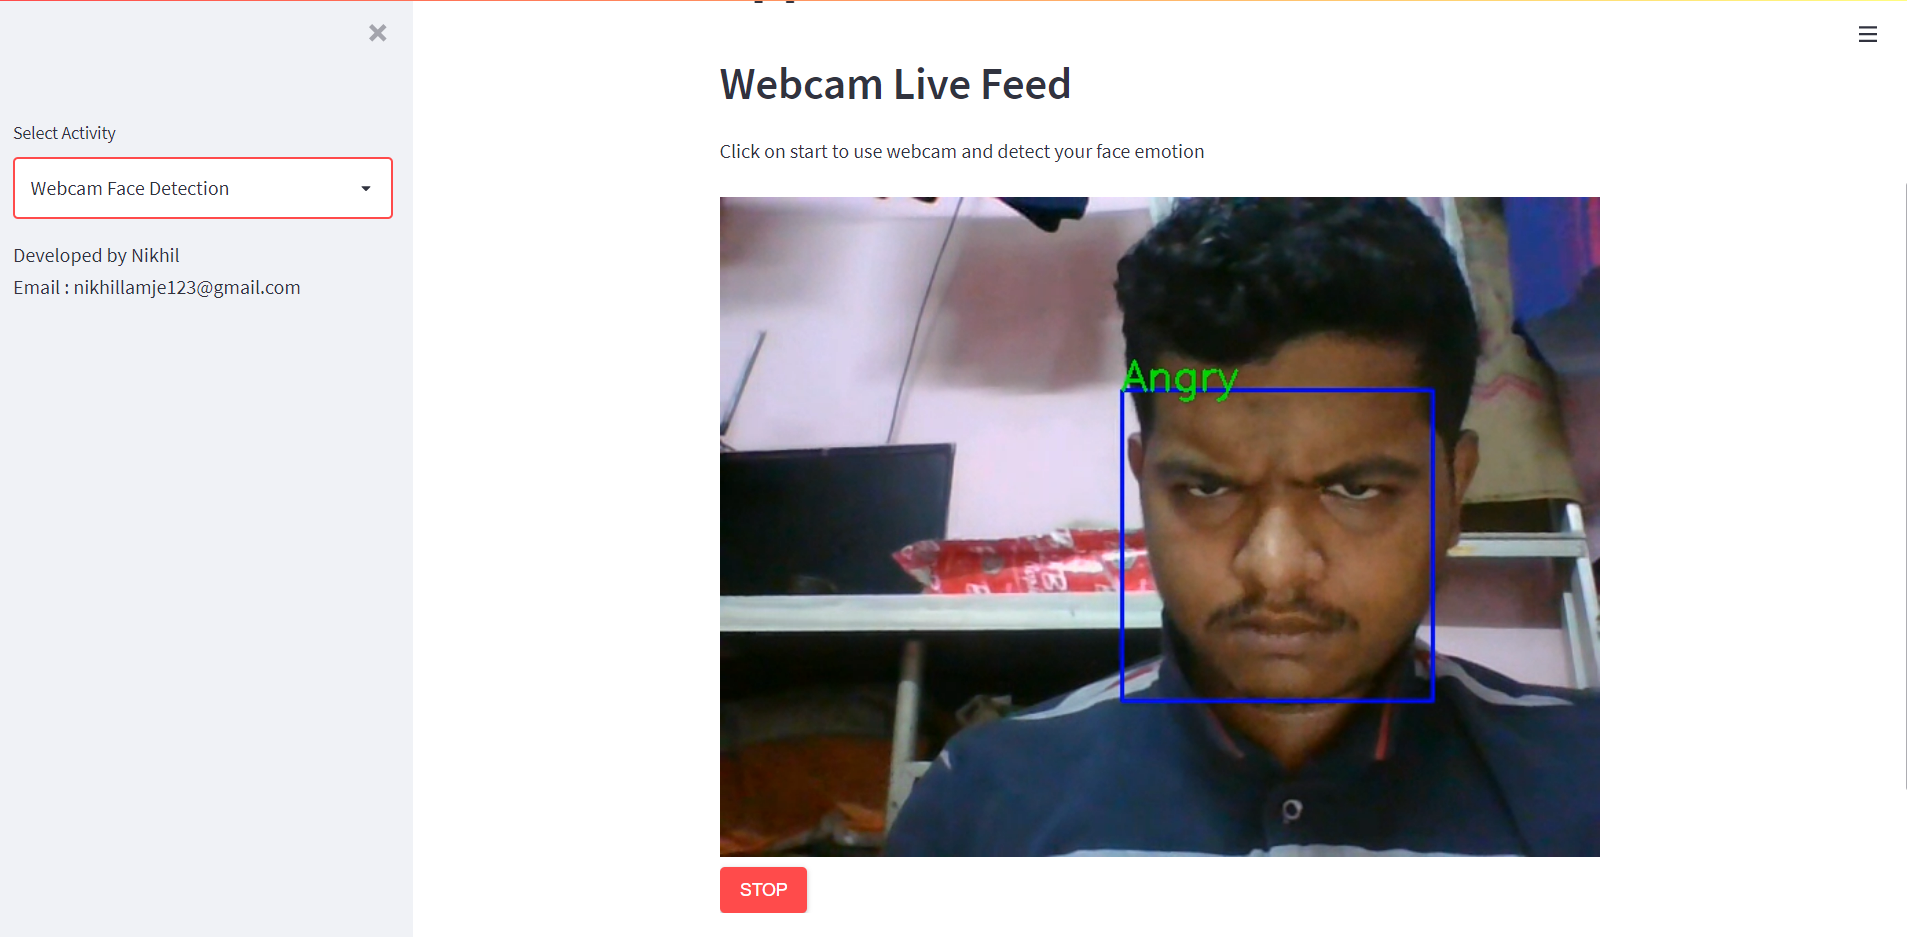 Select Activity
Webcam Face Detection
Developed by Nikhil
Email : nikhillamje123@gmail.com
Webcam Live Feed
Click on start to use webcam and detect your face emotion
Angry
STOP